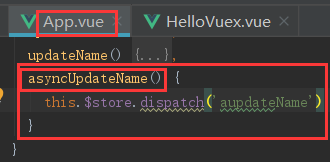 App.vue × HelloVuex.vue ×
updateName() {...},
asyncUpdateName() {
this.$store.dispatch('aupdateName')
}
}